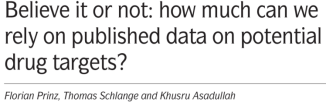 Believe it or not: how much can we
rely on published data on potential
drug targets?
Florian Prinz, Thomas Schlange and Khusru Asadullah